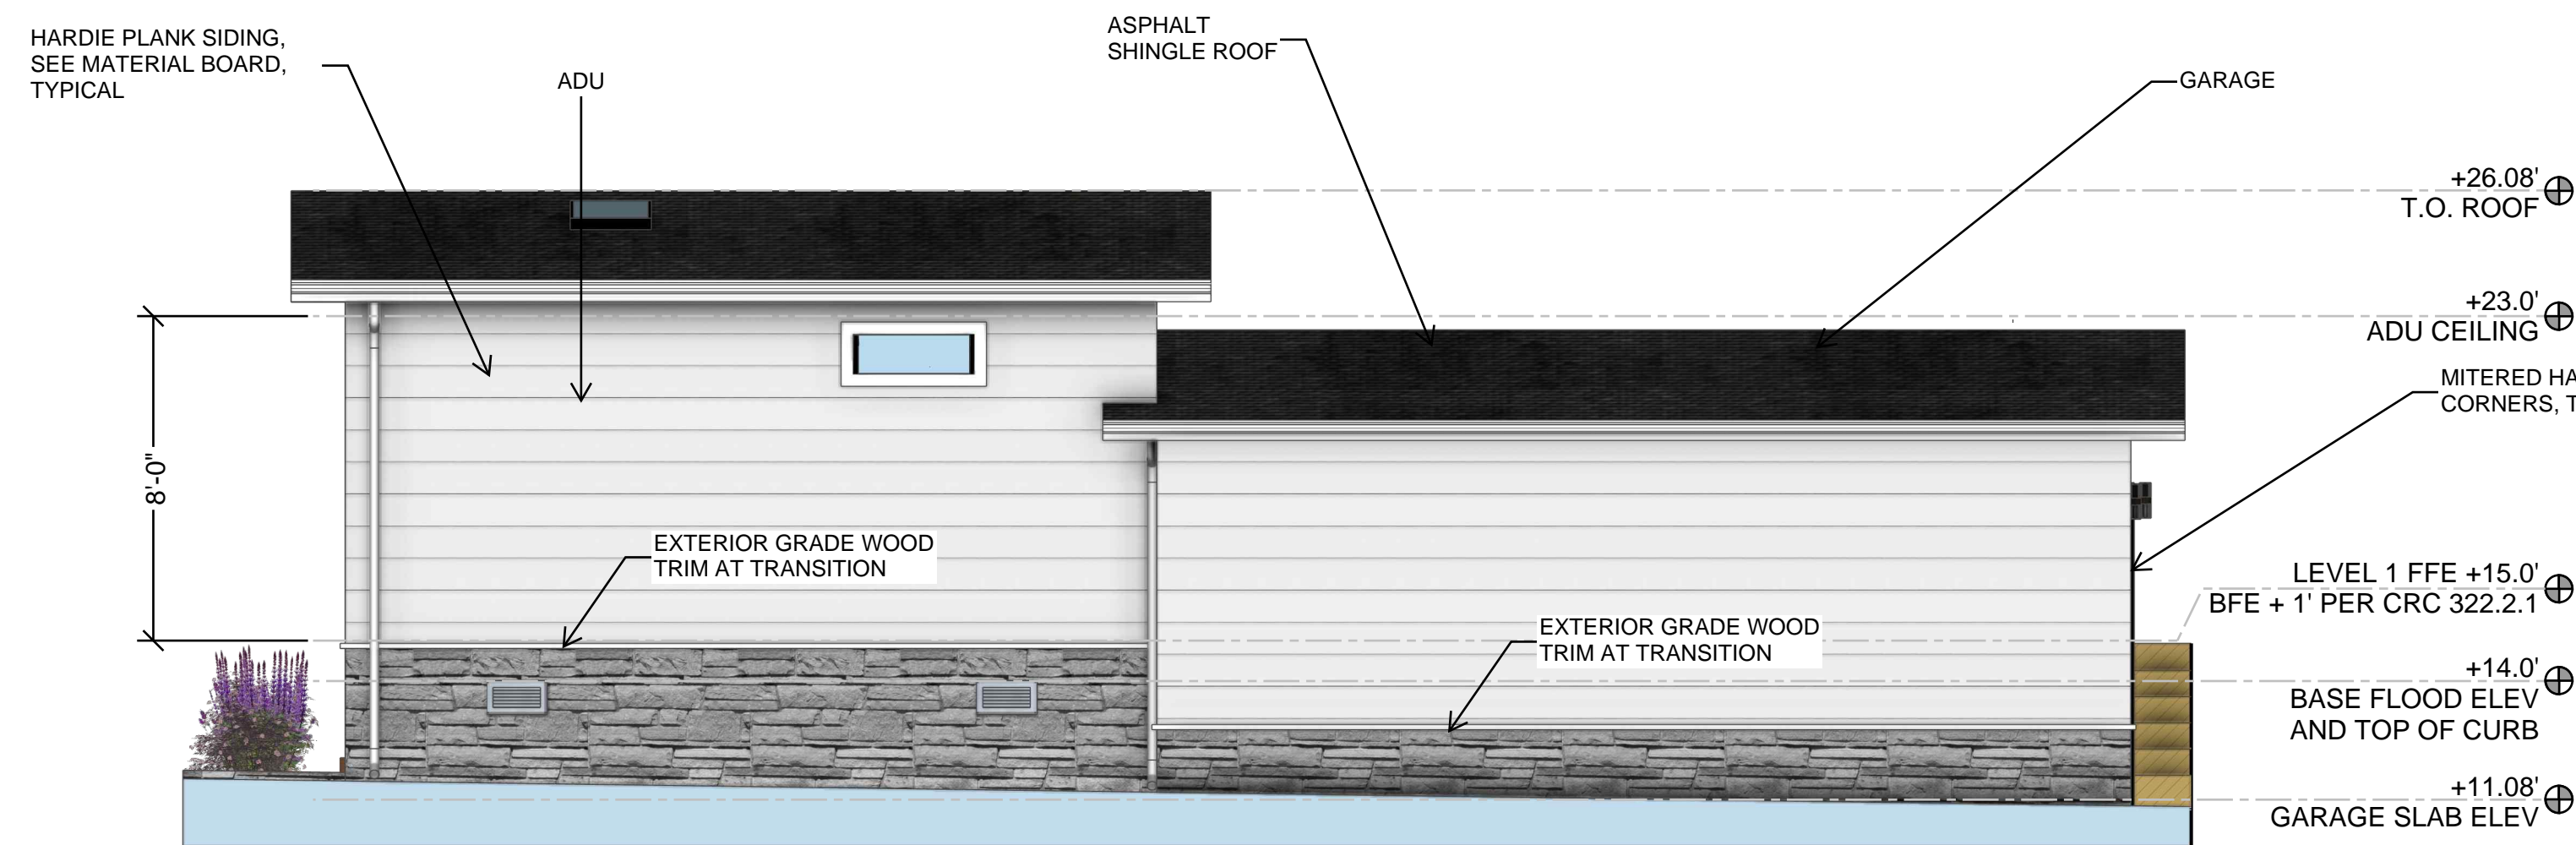 HARDIE PLANK SIDING,
SEE MATERIAL BOARD,
TYPICAL
ADU
ASPHALT
SHINGLE ROOF
GARAGE
+26.08'
T.O. ROOF
+23.0'
ADU CEILING
MITERED HA
CORNERS, T
8'-0"
EXTERIOR GRADE WOOD
TRIM AT TRANSITION
LEVEL 1 FFE +15.0'
BFE + 1' PER CRC 322.2.1
EXTERIOR GRADE WOOD
TRIM AT TRANSITION
+14.0'
BASE FLOOD ELEV
AND TOP OF CURB
+11.08'
GARAGE SLAB ELEV